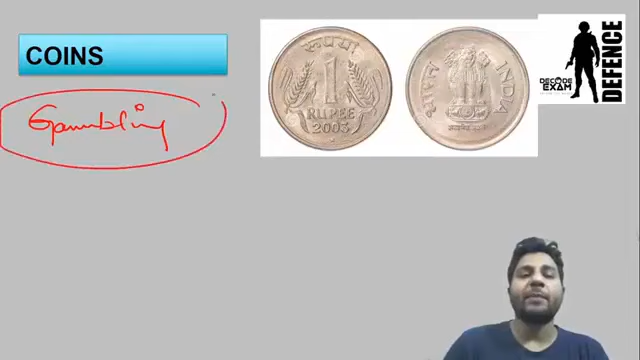 COINS
Gambling
रुपया
1
RUPEE
2003
भारत
INDIA
DECODE
EXAM
DEFENCE